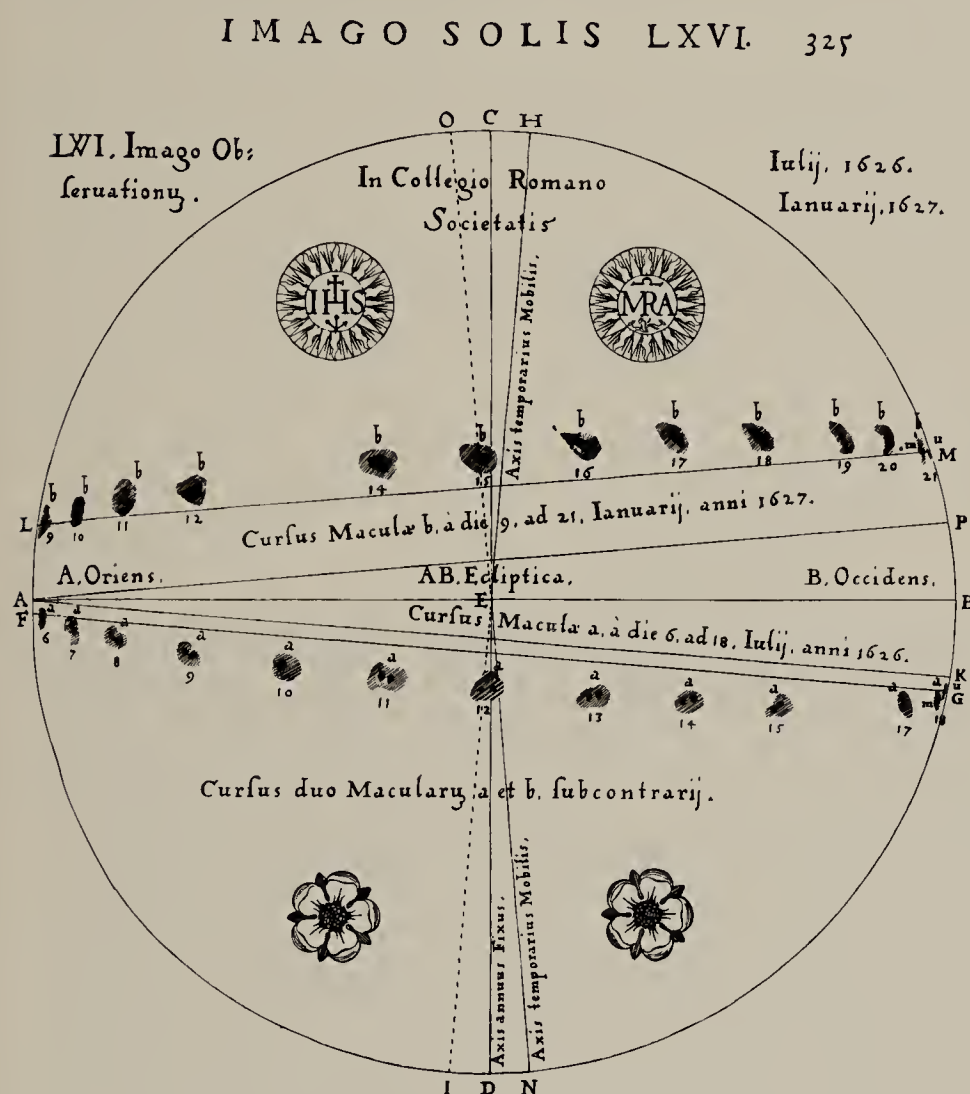 IMAGO SOLIS LXVI. 325
O C H
LVVI. Imago Ob:
seruationũ.
Iulij. 1626.
Ianuarij. 1627.
In Collegio Romano
Societatis
IHS
MRA
Axis temporarius Mobilis.
b b b b b b b b b b b b
9 10 11 12 14 15 16 17 18 19 20 21
m u
L M
Cursus Maculæ b. à die 9. ad 21. Ianuarij. anni 1627.
P
A. Oriens. AB. Ecliptica. B. Occidens.
A E B
F
Cursus Maculæ a. à die 6. ad 18. Iulij. anni 1626.
K
G
a a a a a a a a a a a a
6 7 8 9 10 11 12 13 14 15 17 18
m u
Cursus duo Macularũ a et b. subcontrarij.
Axis annuus Fixus.
Axis temporarius Mobilis.
I D N